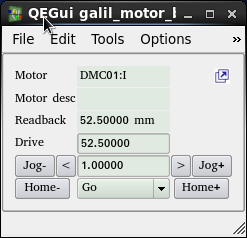 QEGui galil_motor_
File Edit Tools Options »
Motor DMC01:I
Motor desc
Readback 52.50000 mm
Drive 52.50000
Jog- < 1.00000 > Jog+
Home- Go Home+